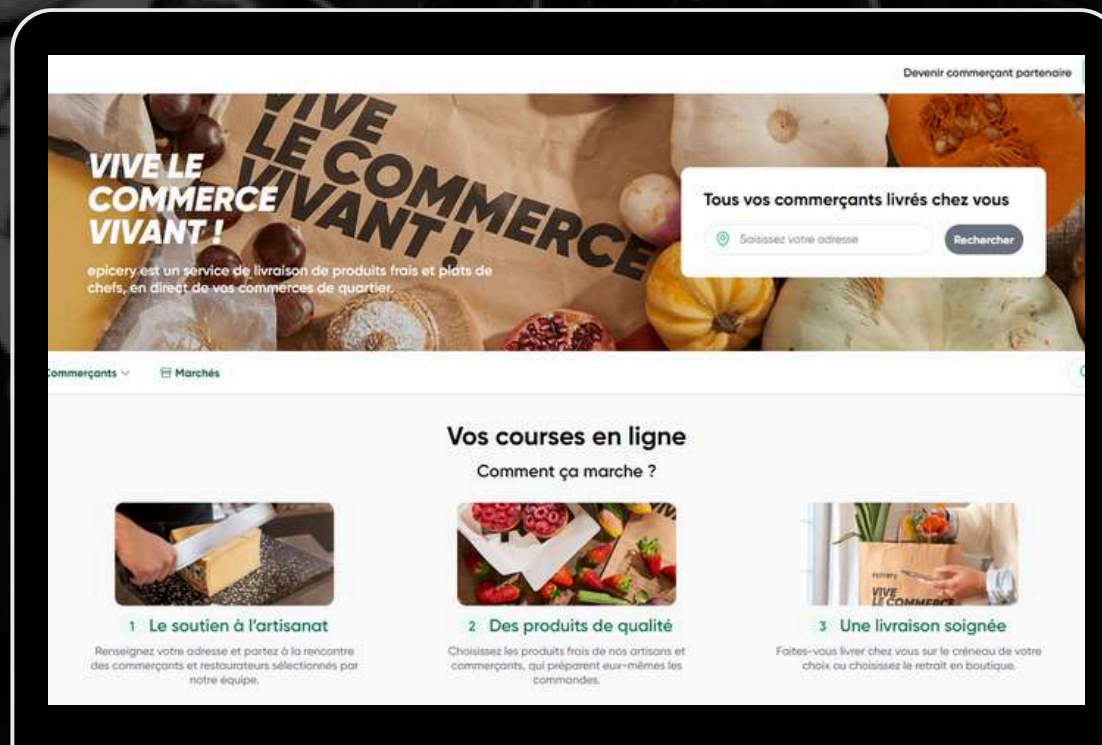 Devenir commerçant partenaire
VIVE
LE COMMERCE
VIVANT !
VIVE LE
COMMERCE
VIVANT !
epicery est un service de livraison de produits frais et plats de
chefs, en direct de vos commerces de quartier.
Tous vos commerçants livrés chez vous
Saisissez votre adresse
Rechercher
Commerçants
Marchés
Vos courses en ligne
Comment ça marche ?
1 Le soutien à l'artisanat
Renseignez votre adresse et partez à la rencontre
des commerçants et restaurateurs sélectionnés par
notre équipe.
2 Des produits de qualité
Choisissez les produits frais de nos artisans et
commerçants, qui préparent eux-mêmes les
commandes.
epicery
VIVE
LE COMMERCE
3 Une livraison soignée
Faites-vous livrer chez vous sur le créneau de votre
choix ou choisissez le retrait en boutique.